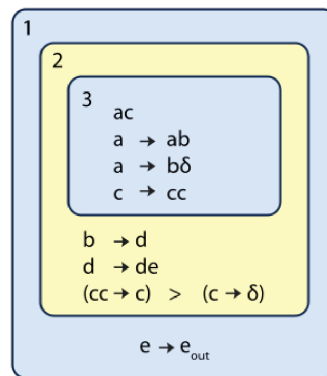 1
2
3
ac
a → ab
a → bδ
c → cc
b → d
d → de
(cc → c) > (c → δ)
e → e_out